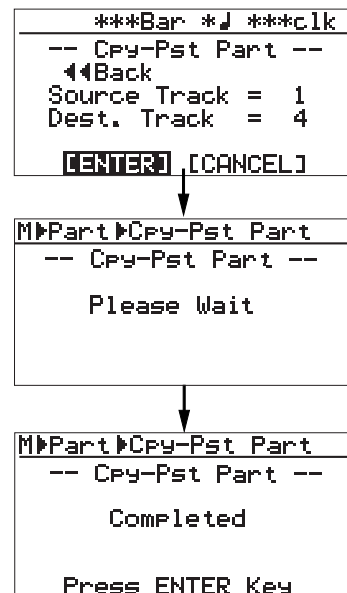 ***Bar *♩ ***clk
-- Cpy-Pst Part --
◀◀Back
Source Track = 1
Dest. Track = 4
[ENTER] [CANCEL]
M▶Part▶Cpy-Pst Part
-- Cpy-Pst Part --
Please Wait
M▶Part▶Cpy-Pst Part
-- Cpy-Pst Part --
Completed
Press ENTER Key